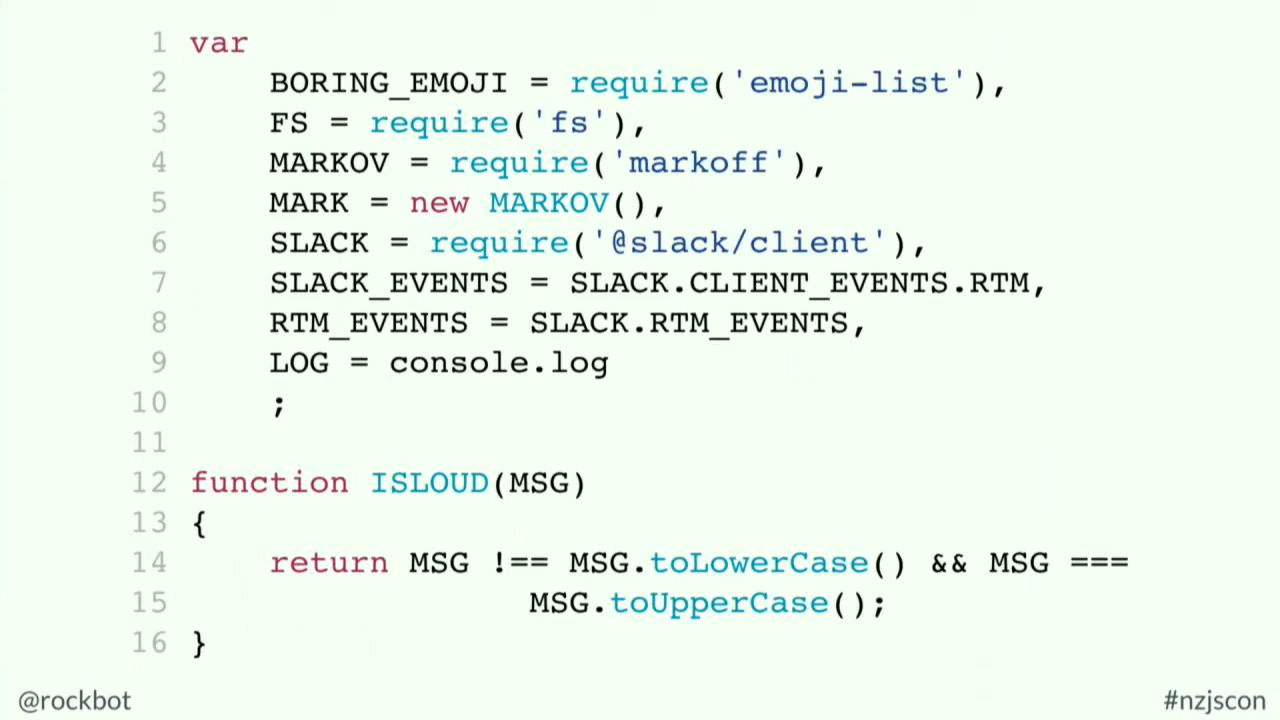 1 var
2     BORING_EMOJI = require('emoji-list'),
3     FS = require('fs'),
4     MARKOV = require('markoff'),
5     MARK = new MARKOV(),
6     SLACK = require('@slack/client'),
7     SLACK_EVENTS = SLACK.CLIENT_EVENTS.RTM,
8     RTM_EVENTS = SLACK.RTM_EVENTS,
9     LOG = console.log
10     ;
11
12 function ISLOUD(MSG)
13 {
14     return MSG !== MSG.toLowerCase() && MSG ===
15                  MSG.toUpperCase();
16 }
@rockbot
#nzjscon